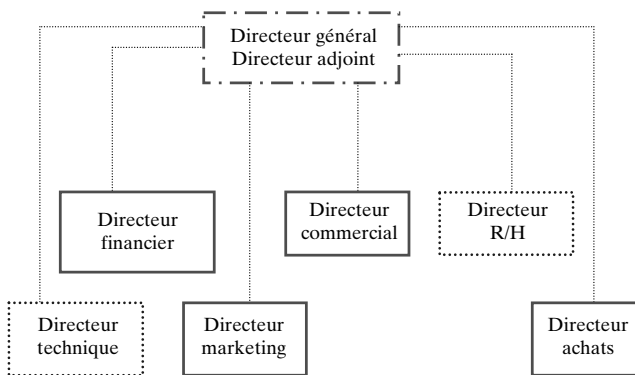 Directeur général
Directeur adjoint
Directeur
financier
Directeur
commercial
Directeur
R/H
Directeur
technique
Directeur
marketing
Directeur
achats